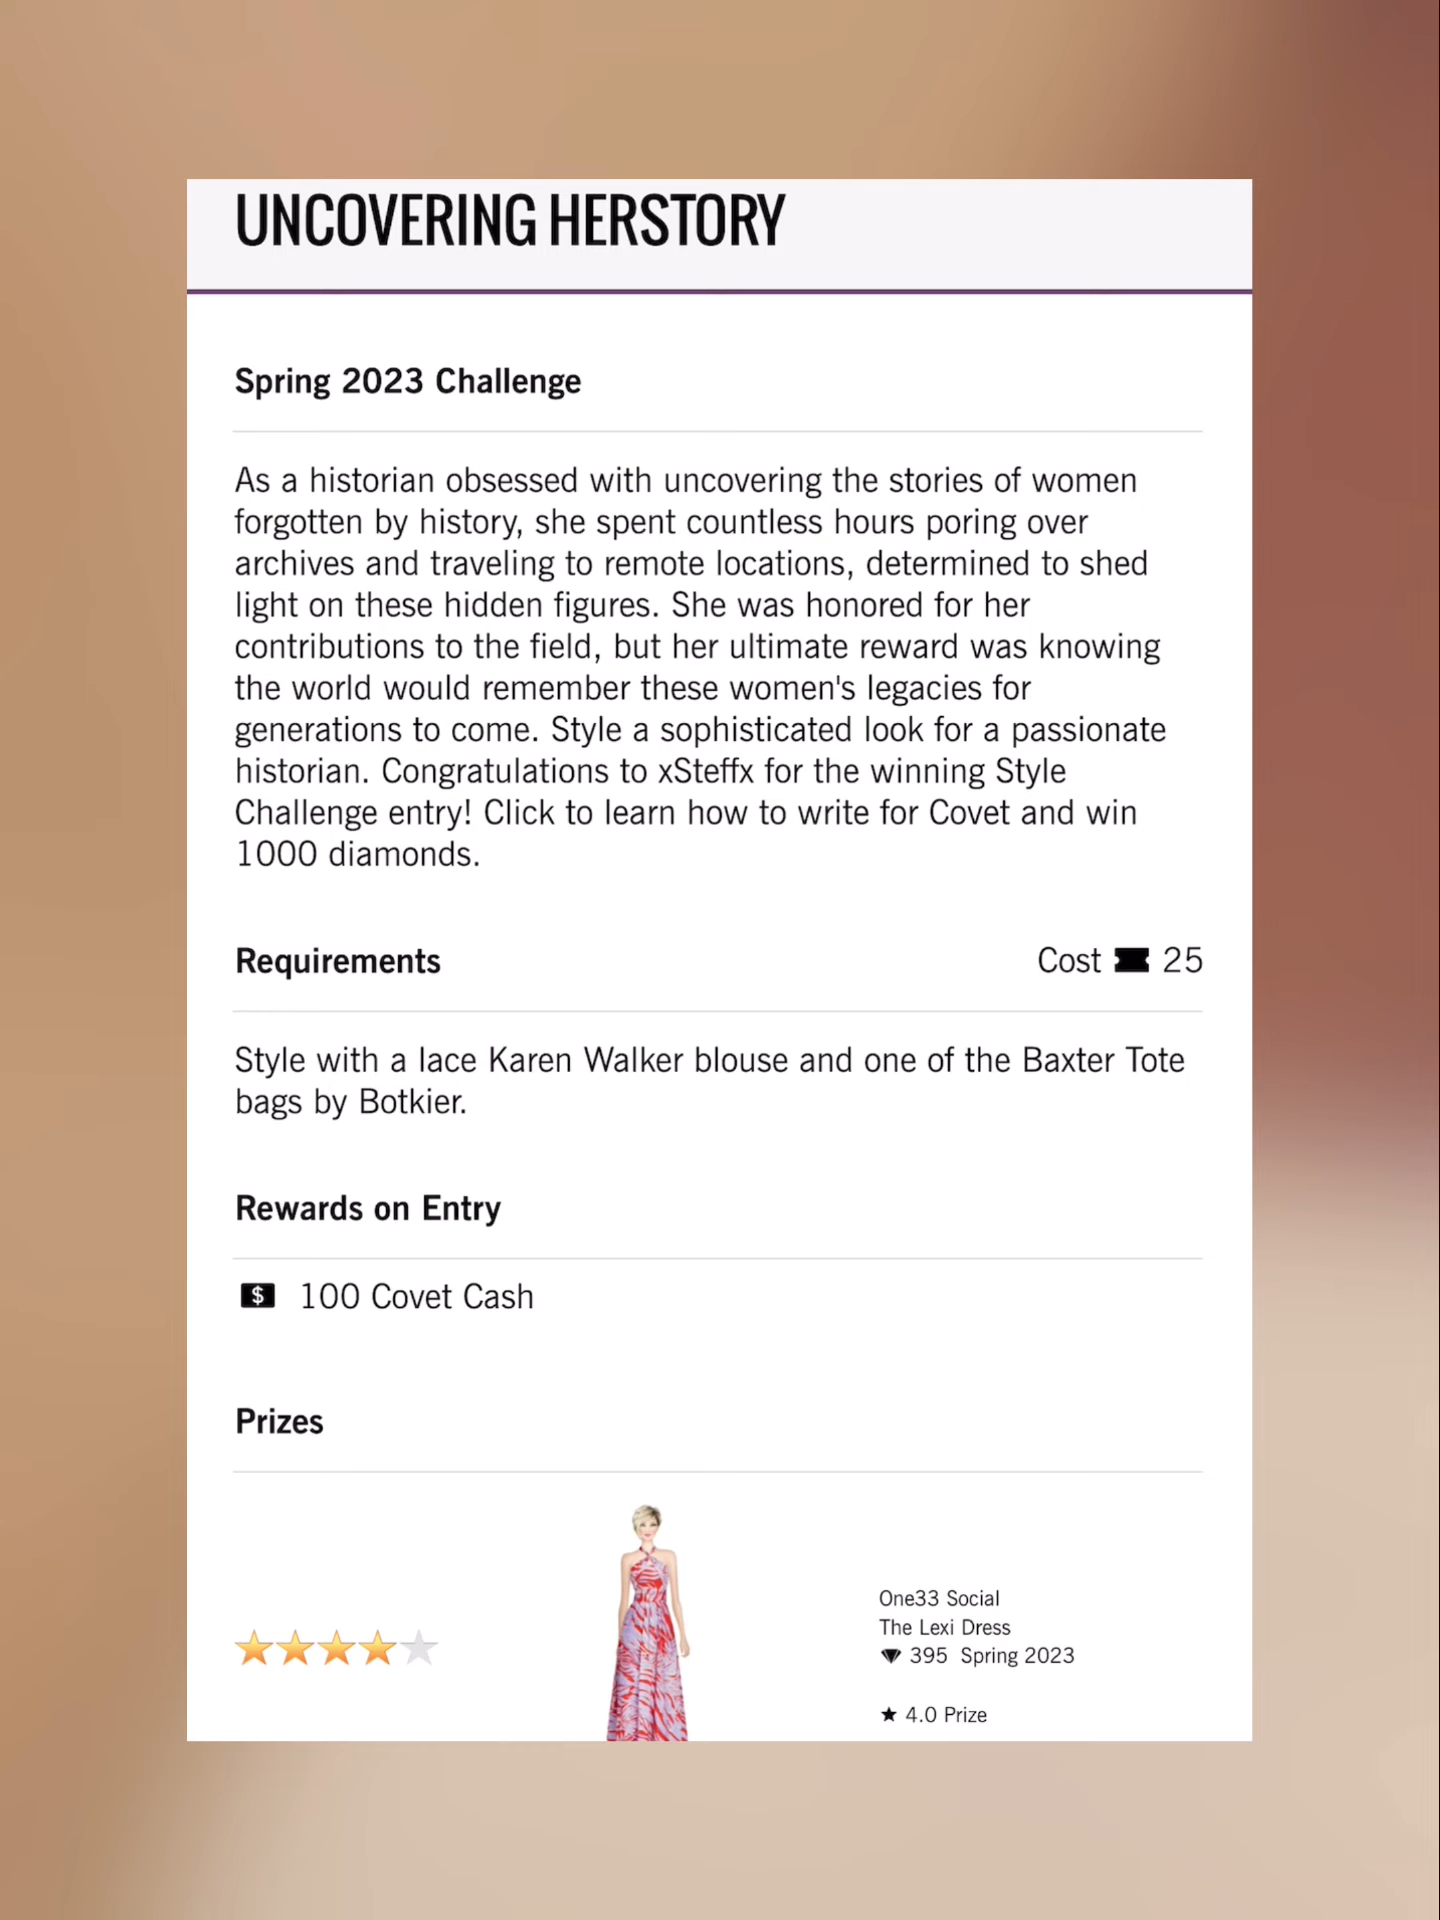 UNCOVERING HERSTORY
Spring 2023 Challenge
As a historian obsessed with uncovering the stories of women
forgotten by history, she spent countless hours poring over
archives and traveling to remote locations, determined to shed
light on these hidden figures. She was honored for her
contributions to the field, but her ultimate reward was knowing
the world would remember these women's legacies for
generations to come. Style a sophisticated look for a passionate
historian. Congratulations to xSteffx for the winning Style
Challenge entry! Click to learn how to write for Covet and win
1000 diamonds.
Requirements
Cost 25
Style with a lace Karen Walker blouse and one of the Baxter Tote
bags by Botkier.
Rewards on Entry
$ 100 Covet Cash
Prizes
One33 Social
The Lexi Dress
395 Spring 2023
★ 4.0 Prize